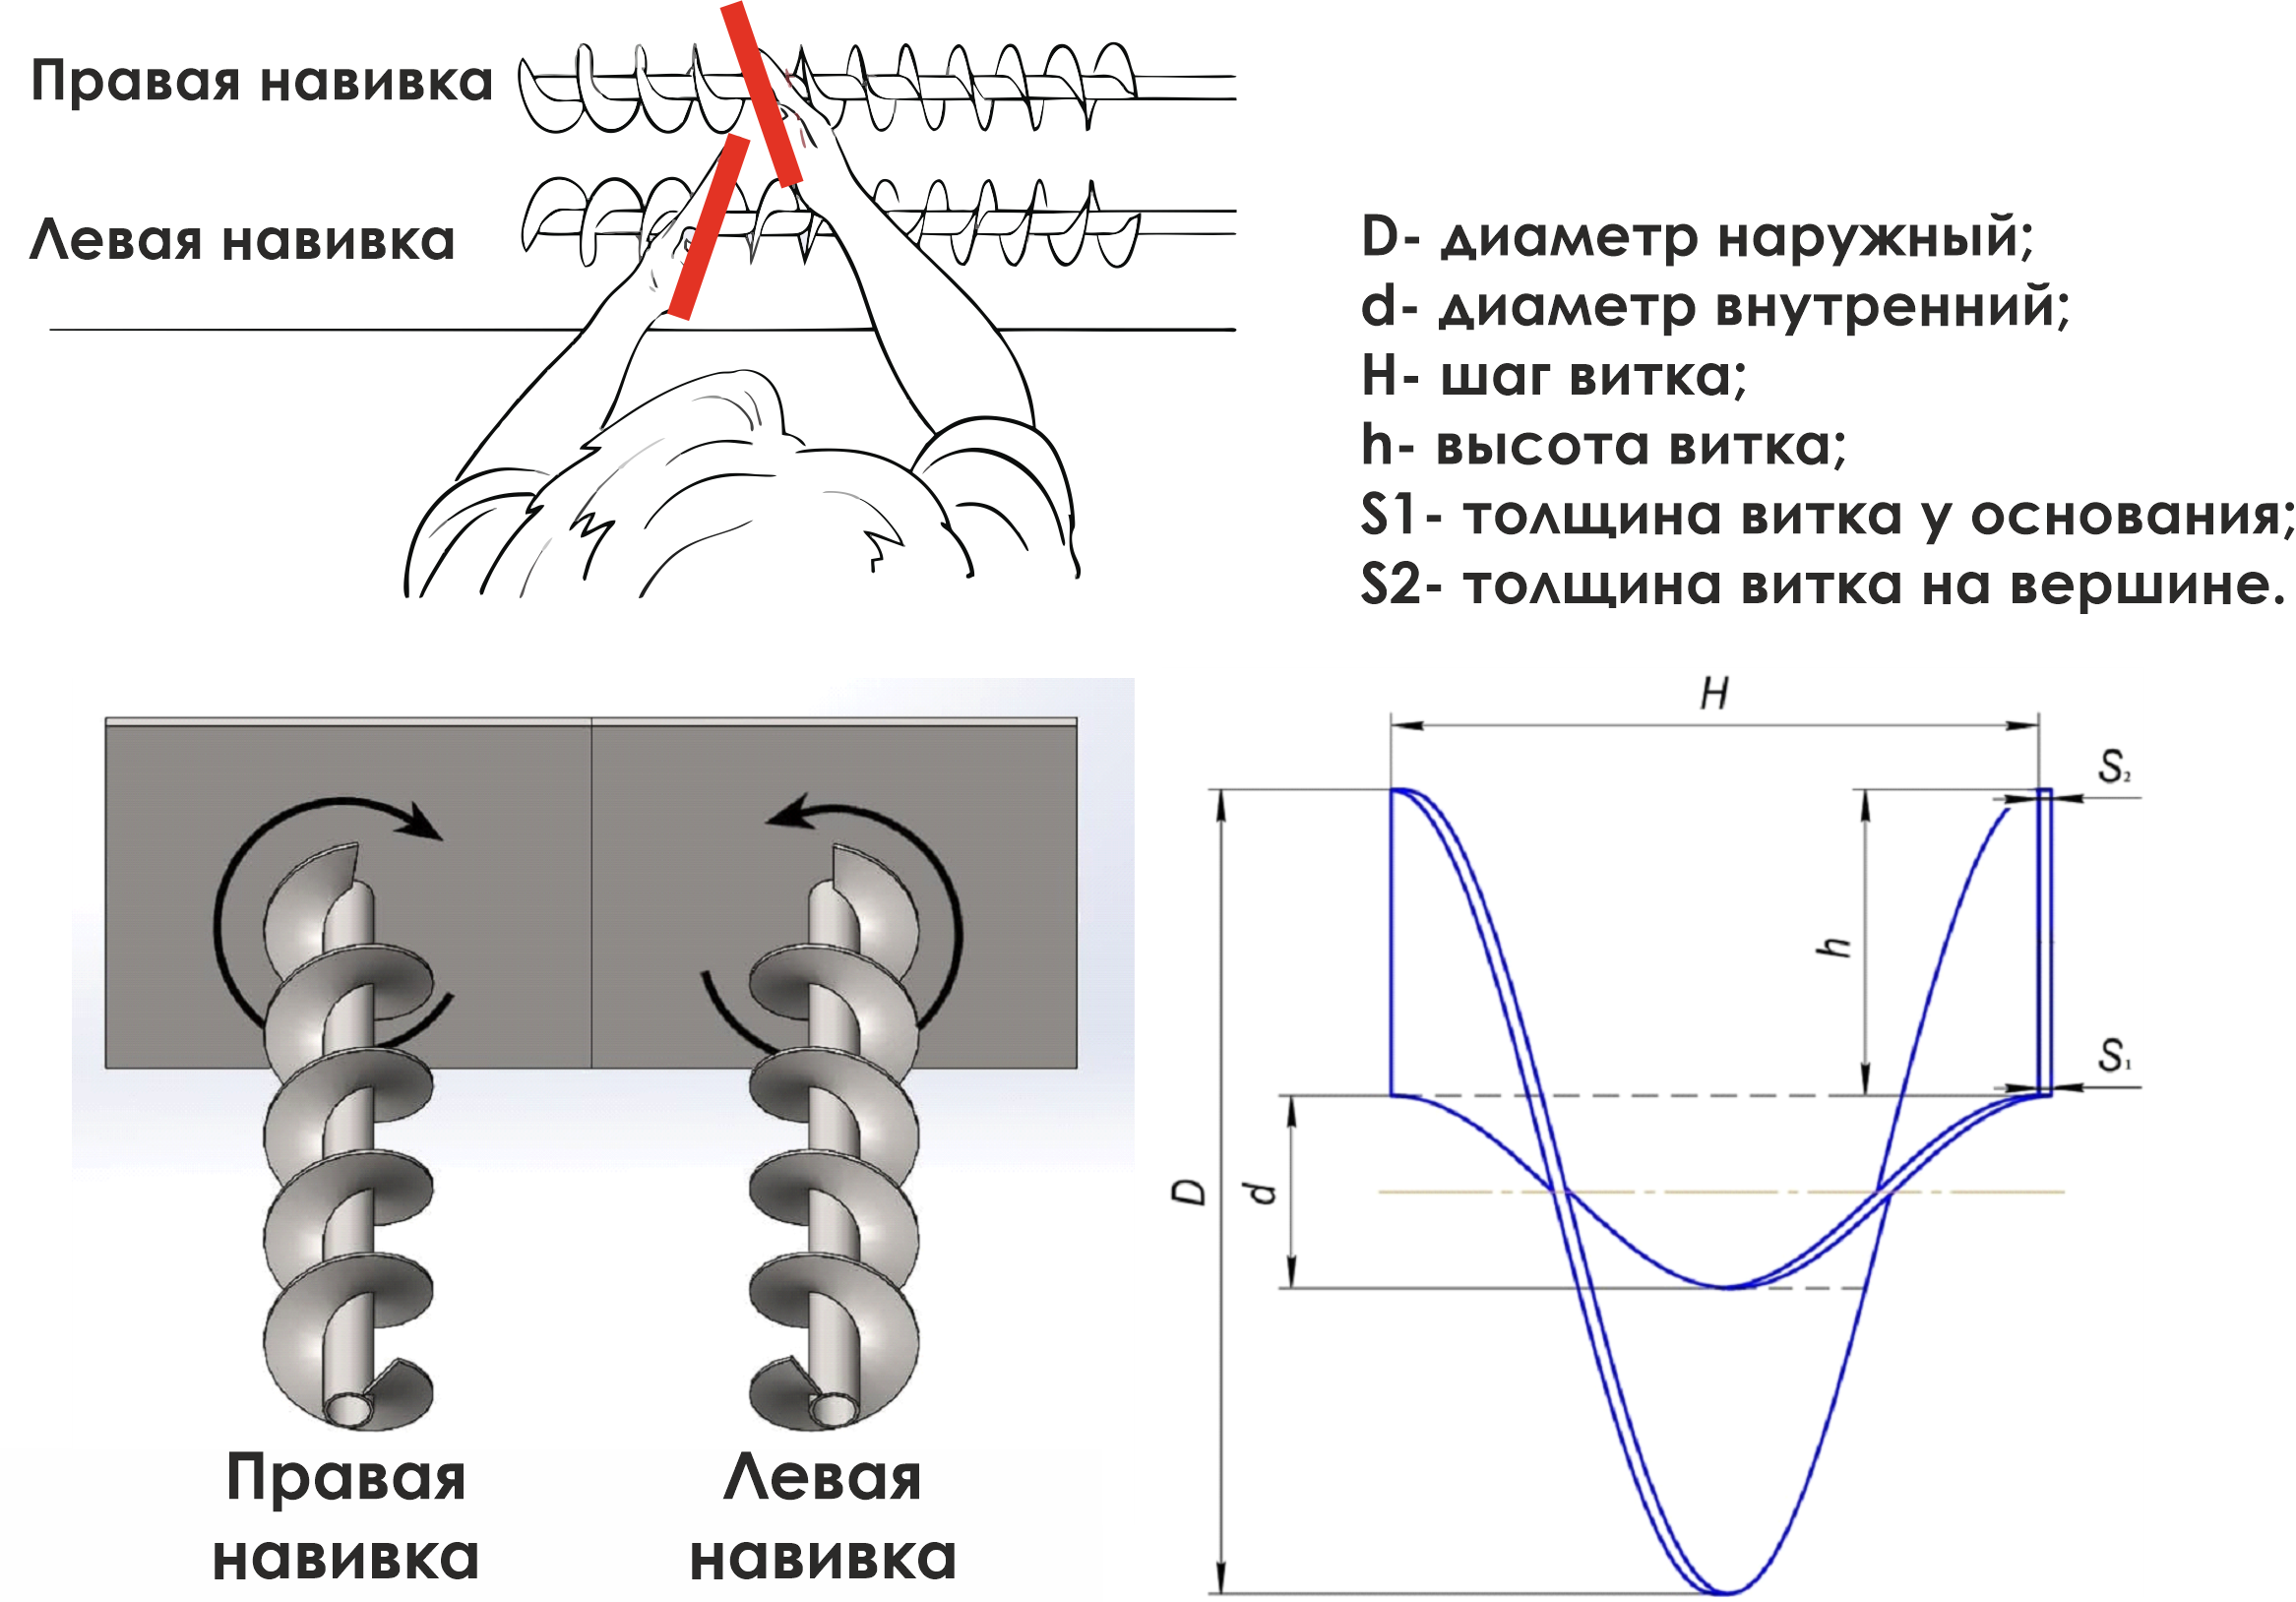 Правая навивка
Левая навивка
D- диаметр наружный;
d- диаметр внутренний;
H- шаг витка;
h- высота витка;
S1- толщина витка у основания;
S2- толщина витка на вершине.
H
S₂
h
S₁
D
d
Правая
навивка
Левая
навивка